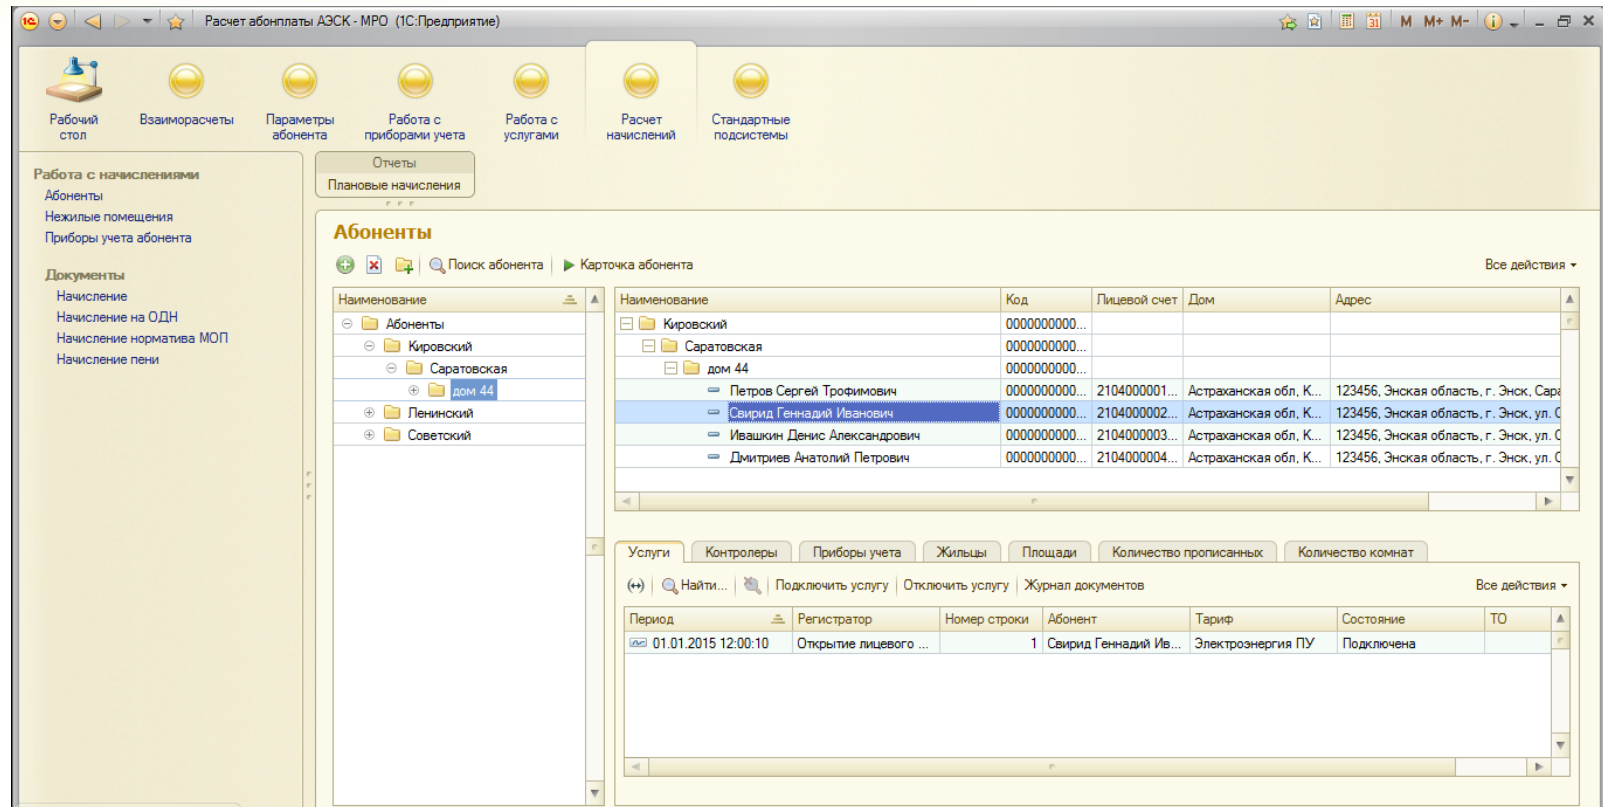 Расчет абонплаты АЭСК - МРО (1С:Предприятие)
M M+ M-
Рабочий стол
Взаиморасчеты
Параметры абонента
Работа с приборами учета
Работа с услугами
Расчет начислений
Стандартные подсистемы
Работа с начислениями
Абоненты
Нежилые помещения
Приборы учета абонента
Документы
Начисление
Начисление на ОДН
Начисление норматива МОП
Начисление пени
Отчеты
Плановые начисления
Абоненты
Поиск абонента
Карточка абонента
Все действия
Наименование
Абоненты
Кировский
Саратовская
дом 44
Ленинский
Советский
Наименование Код Лицевой счет Дом Адрес
Кировский 0000000000...
Саратовская 0000000000...
дом 44 0000000000...
Петров Сергей Трофимович 0000000000... 2104000001... Астраханская обл, К... 123456, Энская область, г. Энск, Сара
Свирид Геннадий Иванович 0000000000... 2104000002... Астраханская обл, К... 123456, Энская область, г. Энск, ул. С
Ивашкин Денис Александрович 0000000000... 2104000003... Астраханская обл, К... 123456, Энская область, г. Энск, ул. С
Дмитриев Анатолий Петрович 0000000000... 2104000004... Астраханская обл, К... 123456, Энская область, г. Энск, ул. С
Услуги Контролеры Приборы учета Жильцы Площади Количество прописанных Количество комнат
Найти... Подключить услугу Отключить услугу Журнал документов Все действия
Период Регистратор Номер строки Абонент Тариф Состояние ТО
01.01.2015 12:00:10 Открытие лицевого ... 1 Свирид Геннадий Ив... Электроэнергия ПУ Подключена